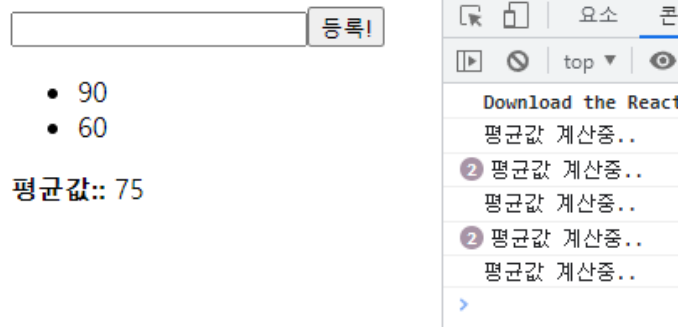 등록!
90
60
평균값:: 75
요소
top ▼
Download the React
평균값 계산중..
2 평균값 계산중..
평균값 계산중..
2 평균값 계산중..
평균값 계산중..
>